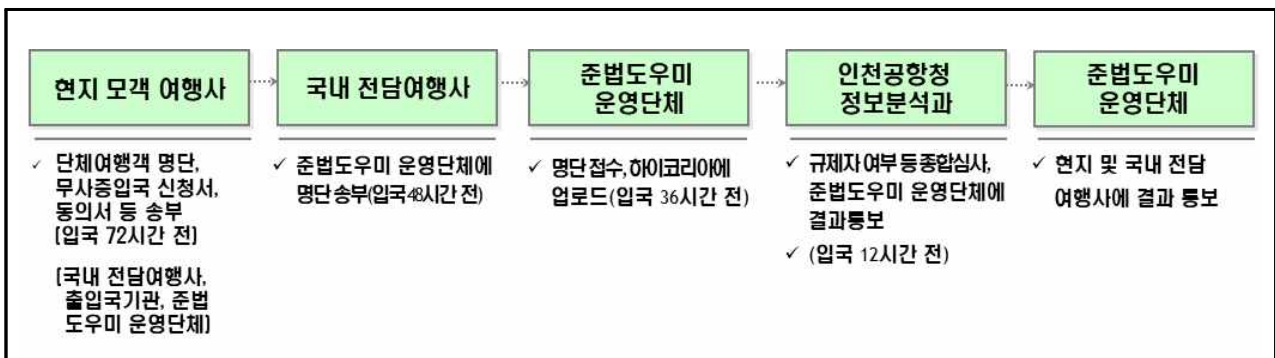 현지 모객 여행사
국내 전담여행사
준법도우미
운영단체
인천공항청
정보분석과
준법도우미
운영단체
✓ 단체여행객 명단,
무사증입국 신청서,
동의서 등 송부
(입국 72시간 전)
(국내 전담여행사,
출입국기관, 준법
도우미 운영단체)
✓ 준법도우미 운영단체에
명단 송부(입국48시간 전)
✓ 명단 접수, 하이코리아에
업로드(입국 36시간 전)
✓ 규제자 여부 등 종합심사,
준법도우미 운영단체에
결과통보
✓ (입국 12시간 전)
✓ 현지 및 국내 전담
여행사에 결과 통보